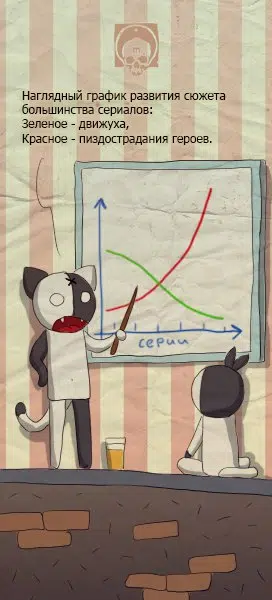 Наглядный график развития сюжета
большинства сериалов:
Зеленое - движуха,
Красное - пиздострадания героев.
серии